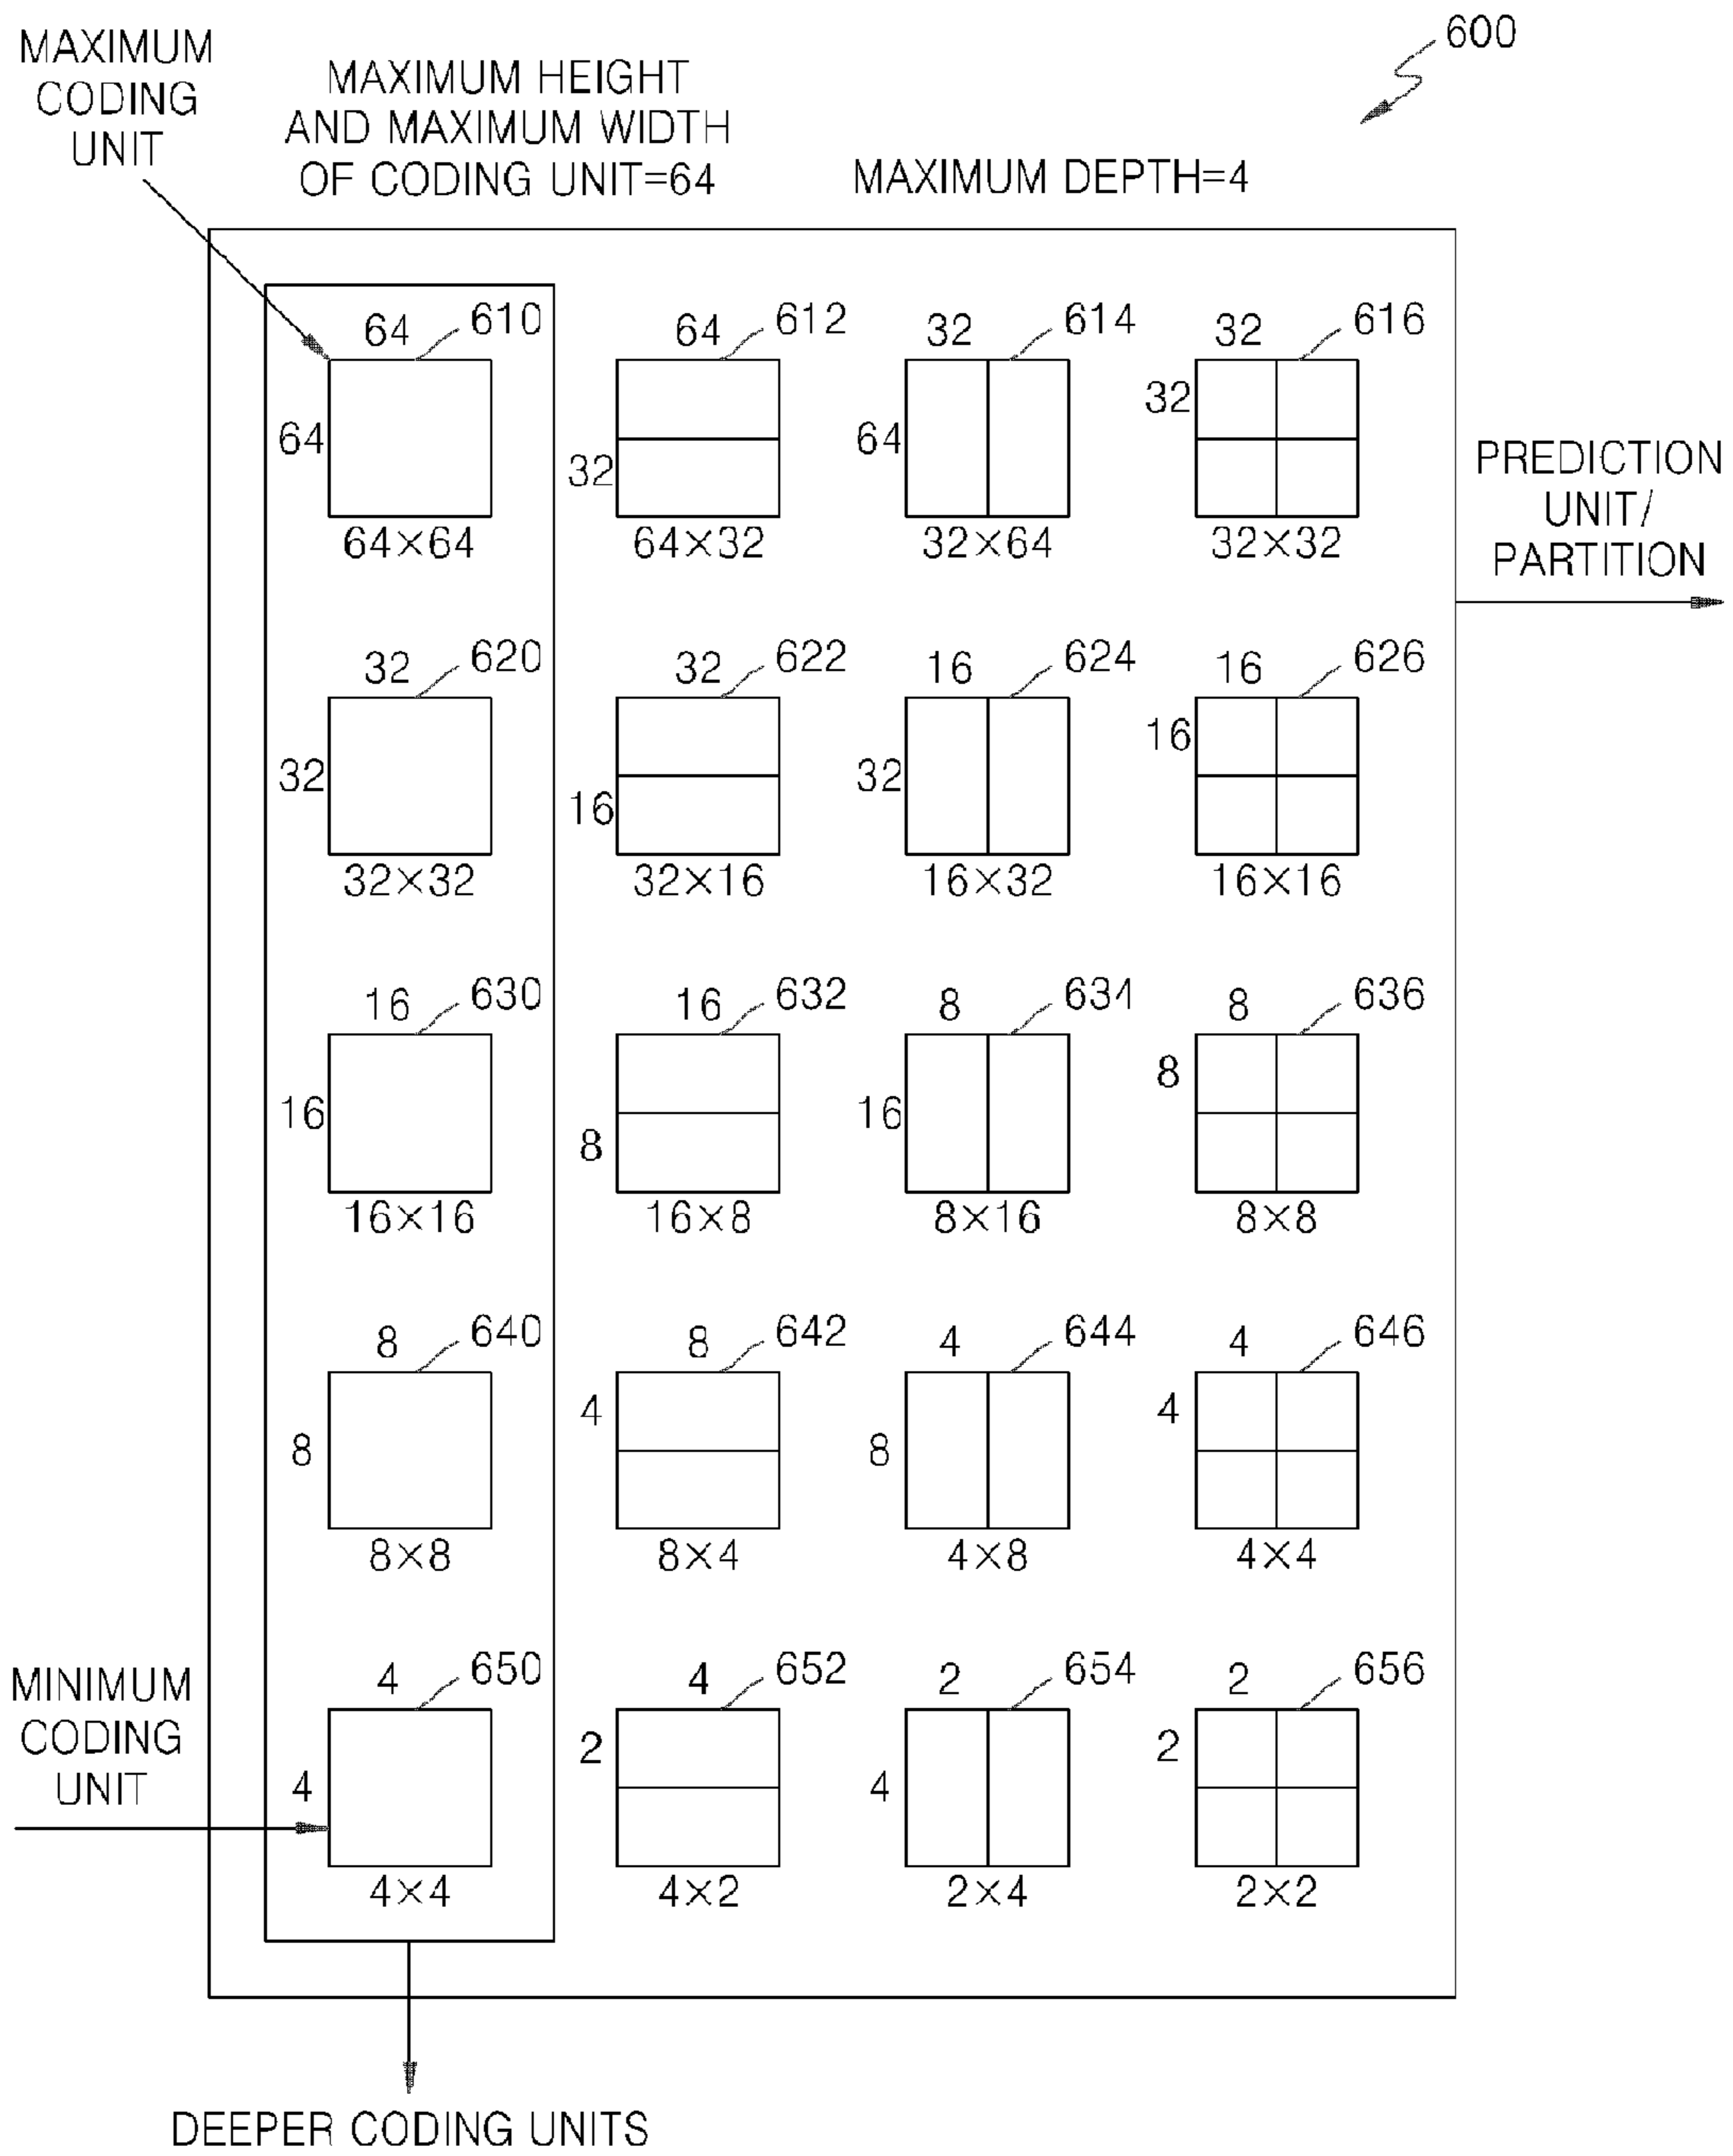 600
MAXIMUM
CODING
UNIT
MAXIMUM HEIGHT
AND MAXIMUM WIDTH
OF CODING UNIT=64
MAXIMUM DEPTH=4
64 610 64 612 32 614 32 616
64 32 64 32
64×64 64×32 32×64 32×32
PREDICTION
UNIT/
PARTITION
32 620 32 622 16 624 16 626
32 16 32 16
32×32 32×16 16×32 16×16
16 630 16 632 8 634 8 636
16 8 16 8
16×16 16×8 8×16 8×8
8 640 8 642 4 644 4 646
8 4 8 4
8×8 8×4 4×8 4×4
MINIMUM
CODING
UNIT
4 650 4 652 2 654 2 656
4 2 4 2
4×4 4×2 2×4 2×2
DEEPER CODING UNITS